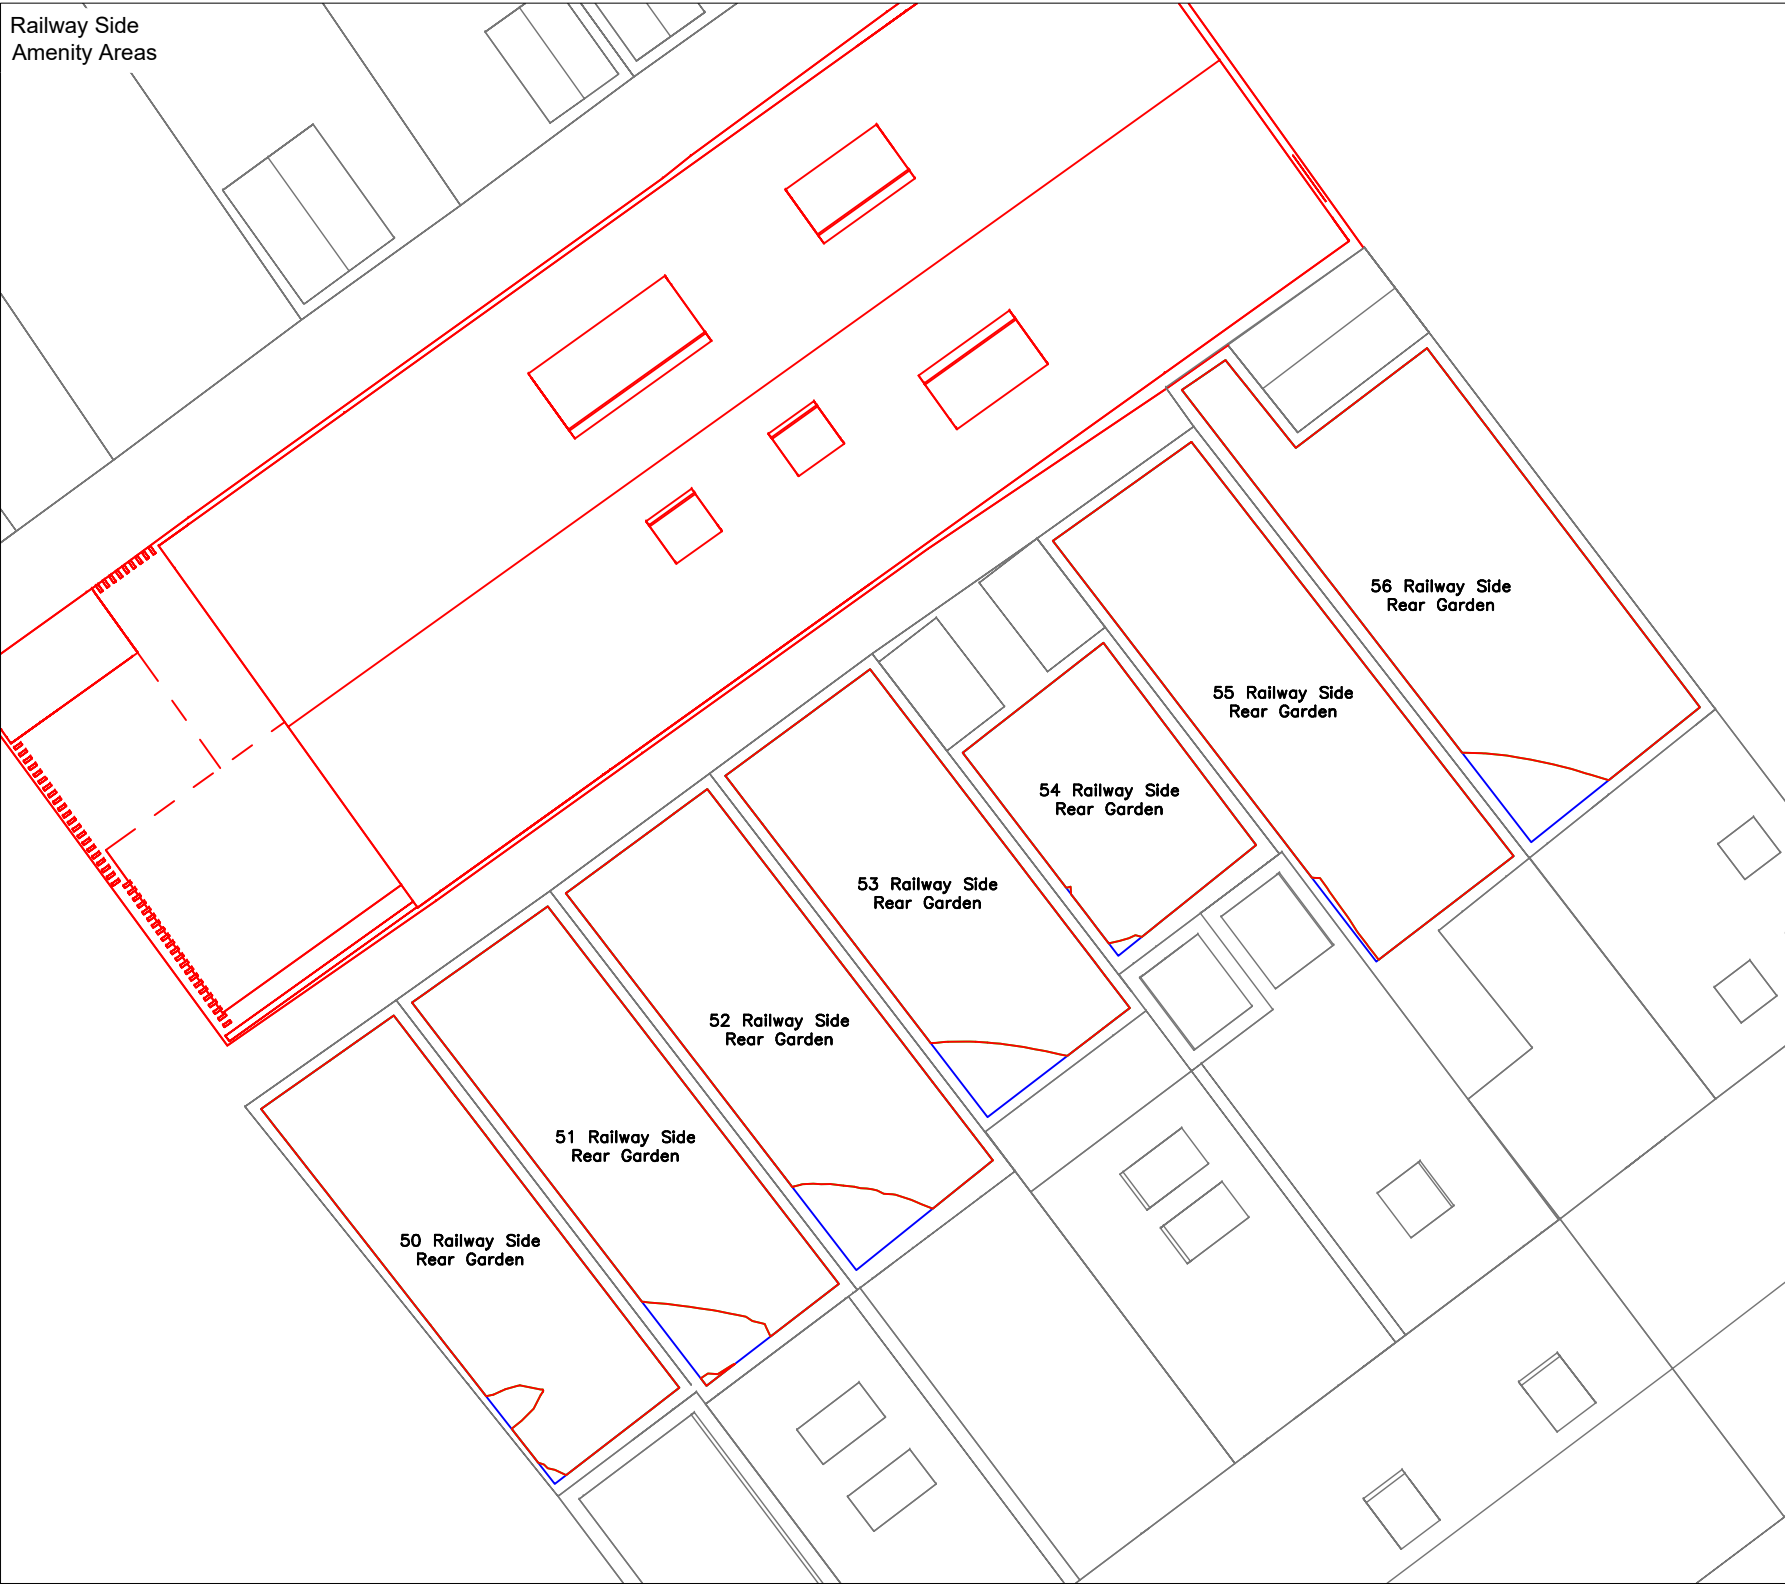 Railway Side
Amenity Areas
56 Railway Side
Rear Garden
55 Railway Side
Rear Garden
54 Railway Side
Rear Garden
53 Railway Side
Rear Garden
52 Railway Side
Rear Garden
51 Railway Side
Rear Garden
50 Railway Side
Rear Garden